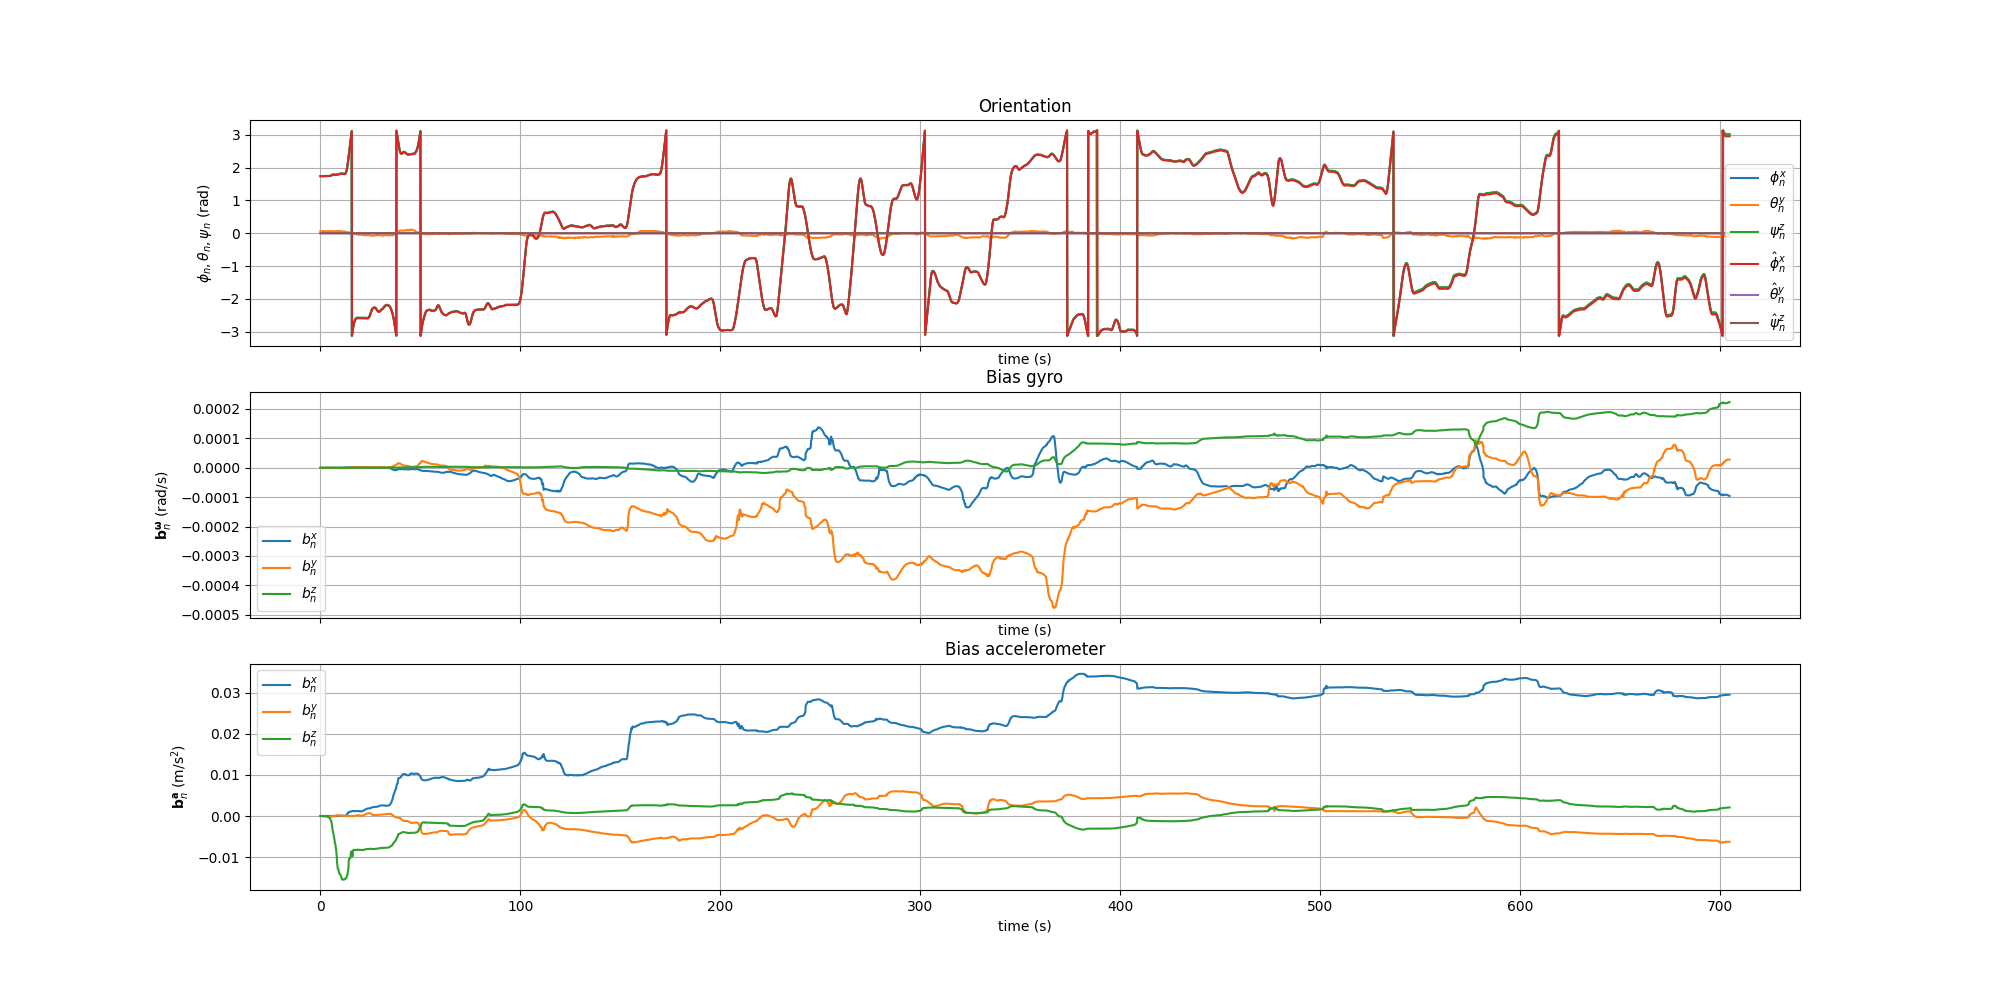 Orientation
3
2
1
0
−1
−2
−3
ϕₙ, θₙ, ψₙ (rad)
ϕₙˣ
θₙʸ
ψₙᶻ
ϕ̂ₙˣ
θ̂ₙʸ
ψ̂ₙᶻ
time (s)
Bias gyro
0.0002
0.0001
0.0000
−0.0001
−0.0002
−0.0003
−0.0004
−0.0005
𝐛ₙ^ω (rad/s)
bₙˣ
bₙʸ
bₙᶻ
time (s)
Bias accelerometer
0.03
0.02
0.01
0.00
−0.01
𝐛ₙ^𝐚 (m/s²)
bₙˣ
bₙʸ
bₙᶻ
0 100 200 300 400 500 600 700
time (s)